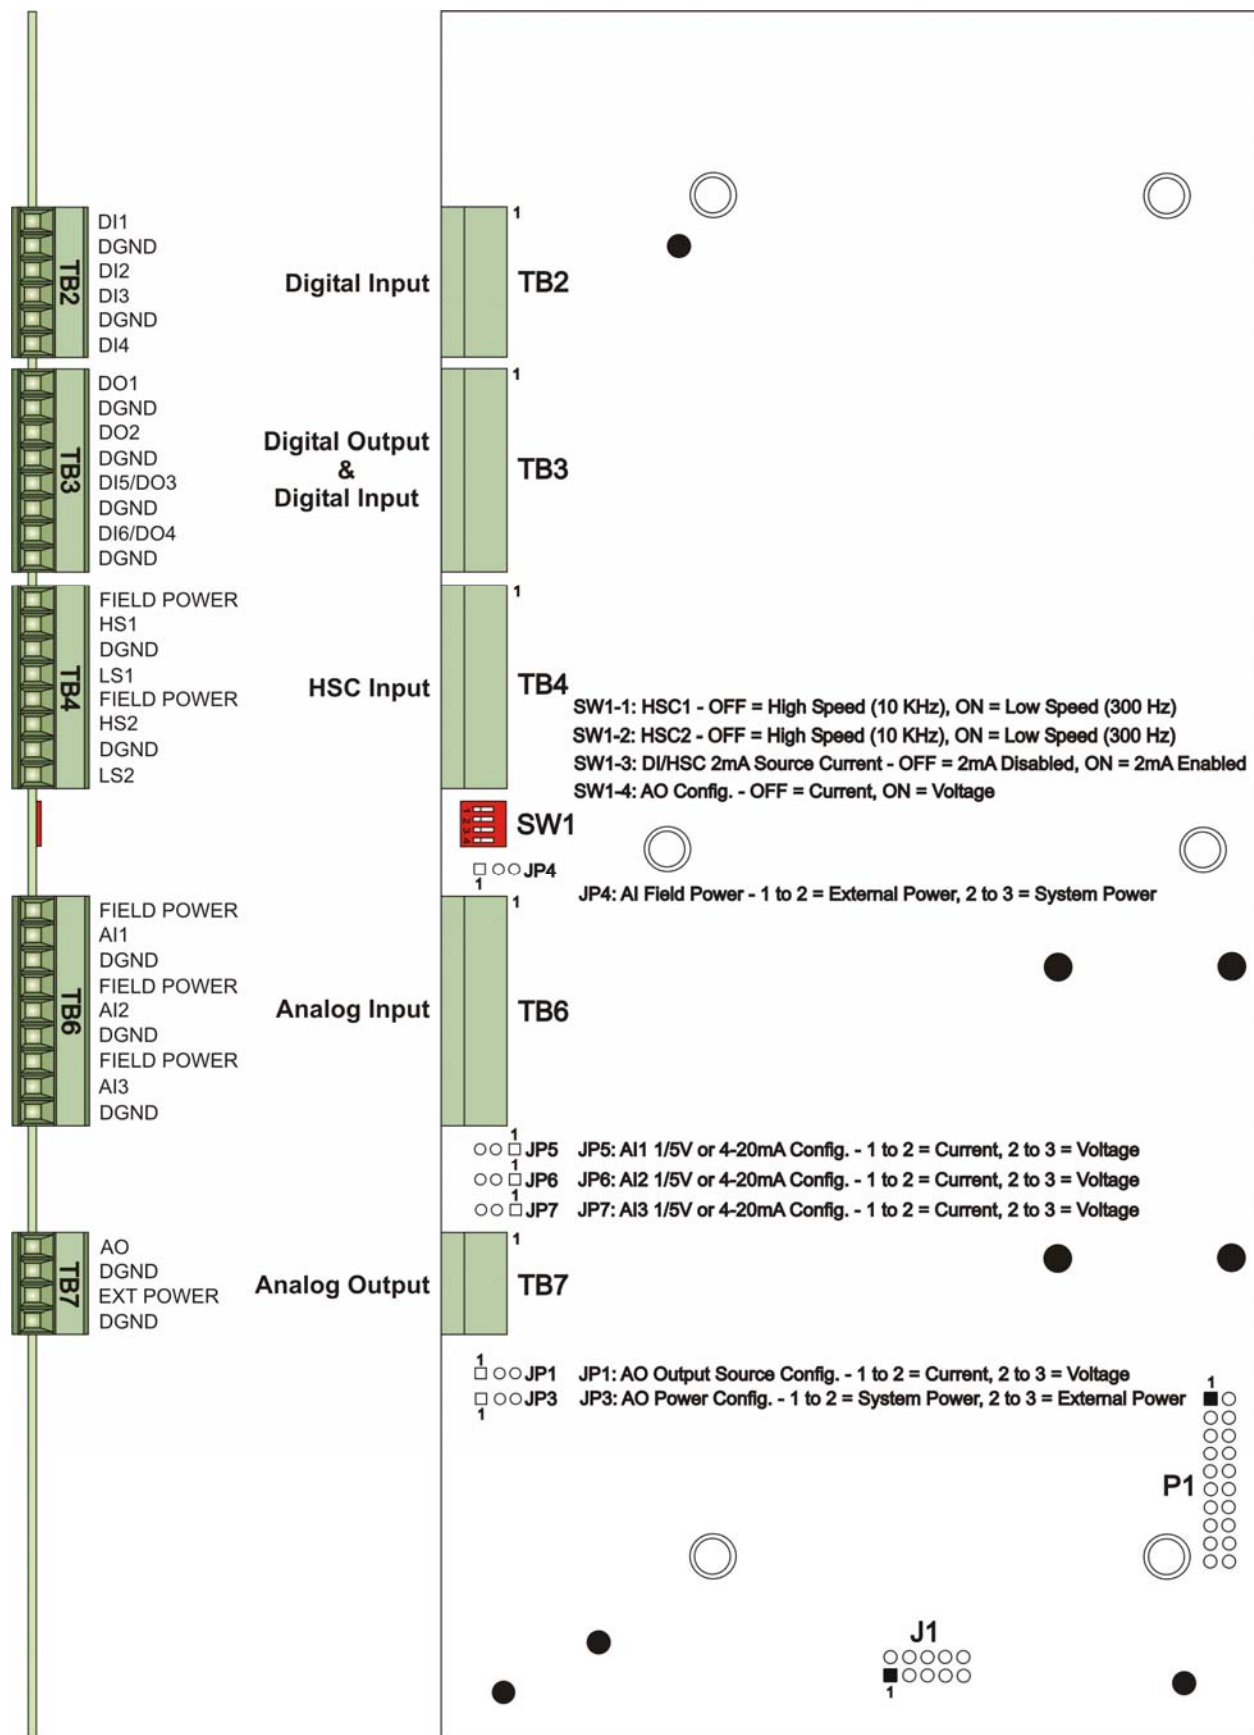 DI1
DGND
DI2
DI3
DGND
DI4
TB2
Digital Input
1
TB2
DO1
DGND
DO2
DGND
DI5/DO3
DGND
DI6/DO4
DGND
TB3
Digital Output
&
Digital Input
1
TB3
FIELD POWER
HS1
DGND
LS1
FIELD POWER
HS2
DGND
LS2
TB4
HSC Input
1
TB4
SW1-1: HSC1 - OFF = High Speed (10 KHz), ON = Low Speed (300 Hz)
SW1-2: HSC2 - OFF = High Speed (10 KHz), ON = Low Speed (300 Hz)
SW1-3: DI/HSC 2mA Source Current - OFF = 2mA Disabled, ON = 2mA Enabled
SW1-4: AO Config. - OFF = Current, ON = Voltage
1
2
3
4
SW1
JP4
1
JP4: AI Field Power - 1 to 2 = External Power, 2 to 3 = System Power
FIELD POWER
AI1
DGND
FIELD POWER
AI2
DGND
FIELD POWER
AI3
DGND
TB6
Analog Input
1
TB6
1
JP5 JP5: AI1 1/5V or 4-20mA Config. - 1 to 2 = Current, 2 to 3 = Voltage
1
JP6 JP6: AI2 1/5V or 4-20mA Config. - 1 to 2 = Current, 2 to 3 = Voltage
1
JP7 JP7: AI3 1/5V or 4-20mA Config. - 1 to 2 = Current, 2 to 3 = Voltage
AO
DGND
EXT POWER
DGND
TB7
Analog Output
1
TB7
1
JP1 JP1: AO Output Source Config. - 1 to 2 = Current, 2 to 3 = Voltage
JP3 JP3: AO Power Config. - 1 to 2 = System Power, 2 to 3 = External Power
1
1
P1
J1
1